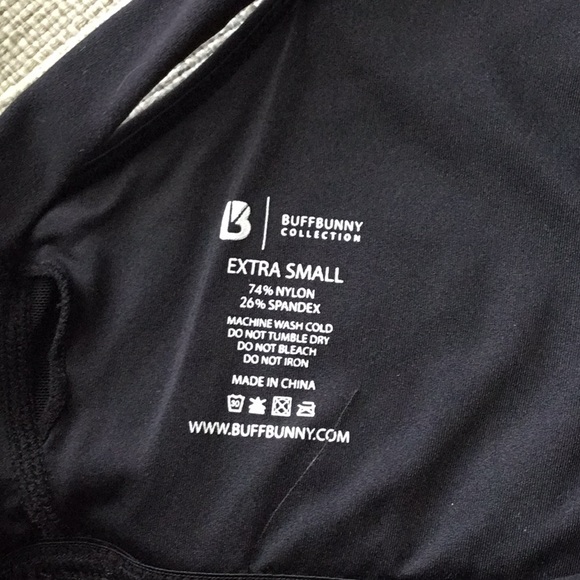 B
BUFFBUNNY
COLLECTION
EXTRA SMALL
74% NYLON
26% SPANDEX
MACHINE WASH COLD
DO NOT TUMBLE DRY
DO NOT BLEACH
DO NOT IRON
MADE IN CHINA
30
WWW.BUFFBUNNY.COM